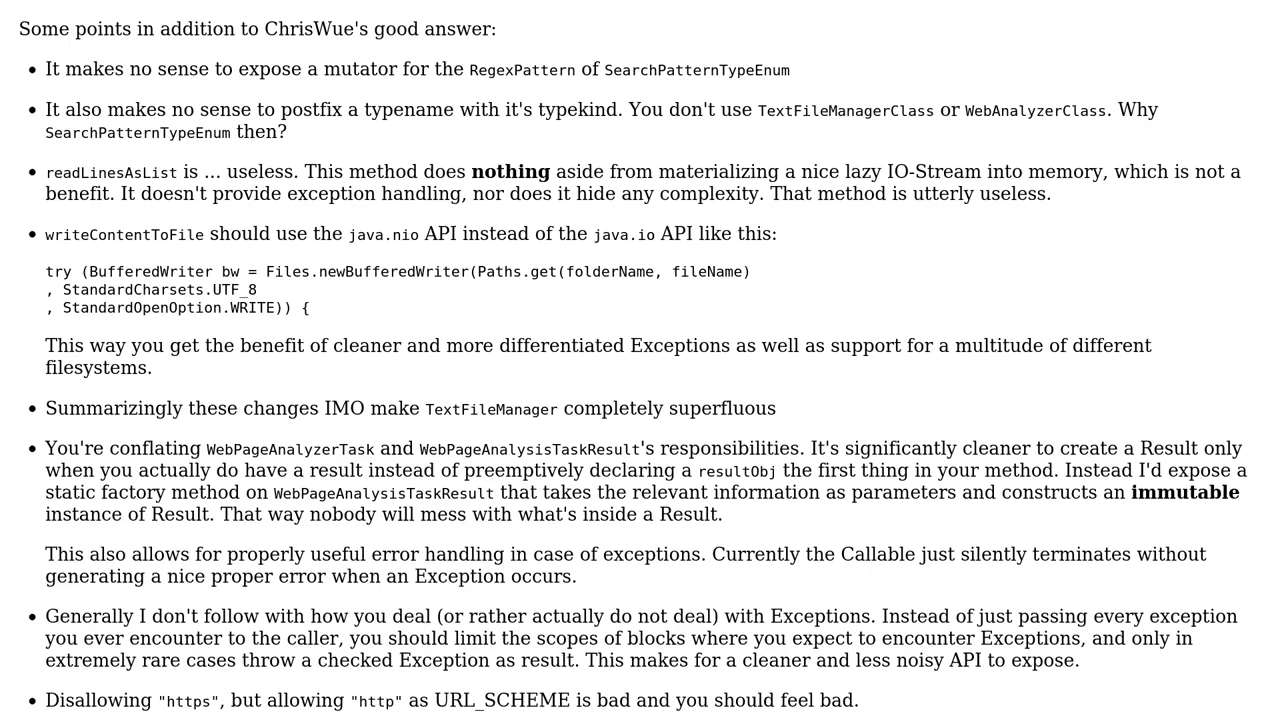 Some points in addition to ChrisWue's good answer:
• It makes no sense to expose a mutator for the RegexPattern of SearchPatternTypeEnum
• It also makes no sense to postfix a typename with it's typekind. You don't use TextFileManagerClass or WebAnalyzerClass. Why
SearchPatternTypeEnum then?
• readLinesAsList is ... useless. This method does nothing aside from materializing a nice lazy IO-Stream into memory, which is not a
benefit. It doesn't provide exception handling, nor does it hide any complexity. That method is utterly useless.
• writeContentToFile should use the java.nio API instead of the java.io API like this:
try (BufferedWriter bw = Files.newBufferedWriter(Paths.get(folderName, fileName)
, StandardCharsets.UTF_8
, StandardOpenOption.WRITE)) {
This way you get the benefit of cleaner and more differentiated Exceptions as well as support for a multitude of different
filesystems.
• Summarizingly these changes IMO make TextFileManager completely superfluous
• You're conflating WebPageAnalyzerTask and WebPageAnalysisTaskResult's responsibilities. It's significantly cleaner to create a Result only
when you actually do have a result instead of preemptively declaring a resultObj the first thing in your method. Instead I'd expose a
static factory method on WebPageAnalysisTaskResult that takes the relevant information as parameters and constructs an immutable
instance of Result. That way nobody will mess with what's inside a Result.
This also allows for properly useful error handling in case of exceptions. Currently the Callable just silently terminates without
generating a nice proper error when an Exception occurs.
• Generally I don't follow with how you deal (or rather actually do not deal) with Exceptions. Instead of just passing every exception
you ever encounter to the caller, you should limit the scopes of blocks where you expect to encounter Exceptions, and only in
extremely rare cases throw a checked Exception as result. This makes for a cleaner and less noisy API to expose.
• Disallowing "https", but allowing "http" as URL_SCHEME is bad and you should feel bad.